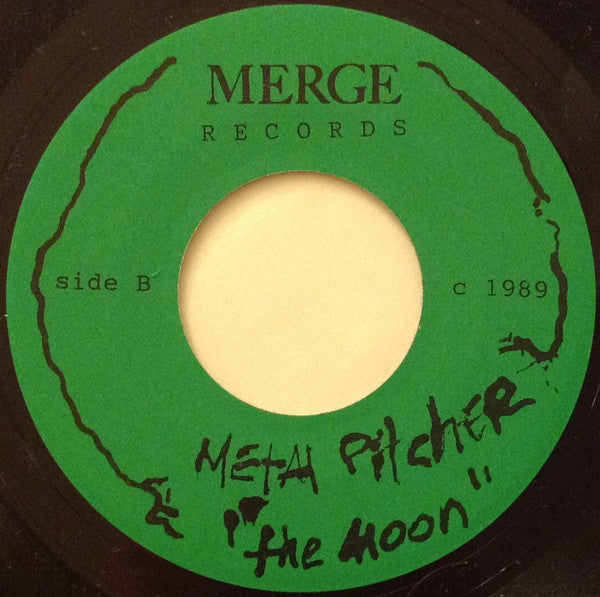 MERGE
RECORDS
side B
c 1989
METAL PitcHER
"the Moon"